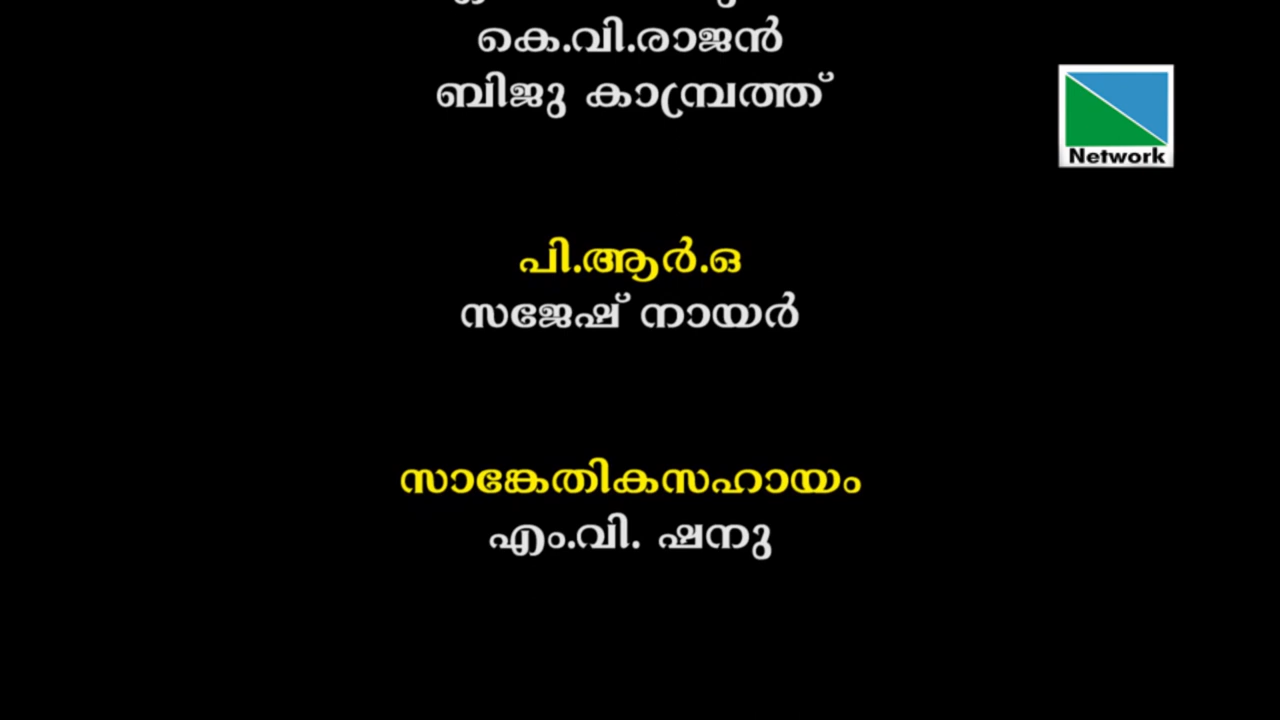 കെ.വി.രാജൻ
ബിജു കാമ്പ്രത്ത്
Network
പി.ആർ.ഒ
സജേഷ് നായർ
സാങ്കേതികസഹായം
എം.വി. ഷനു